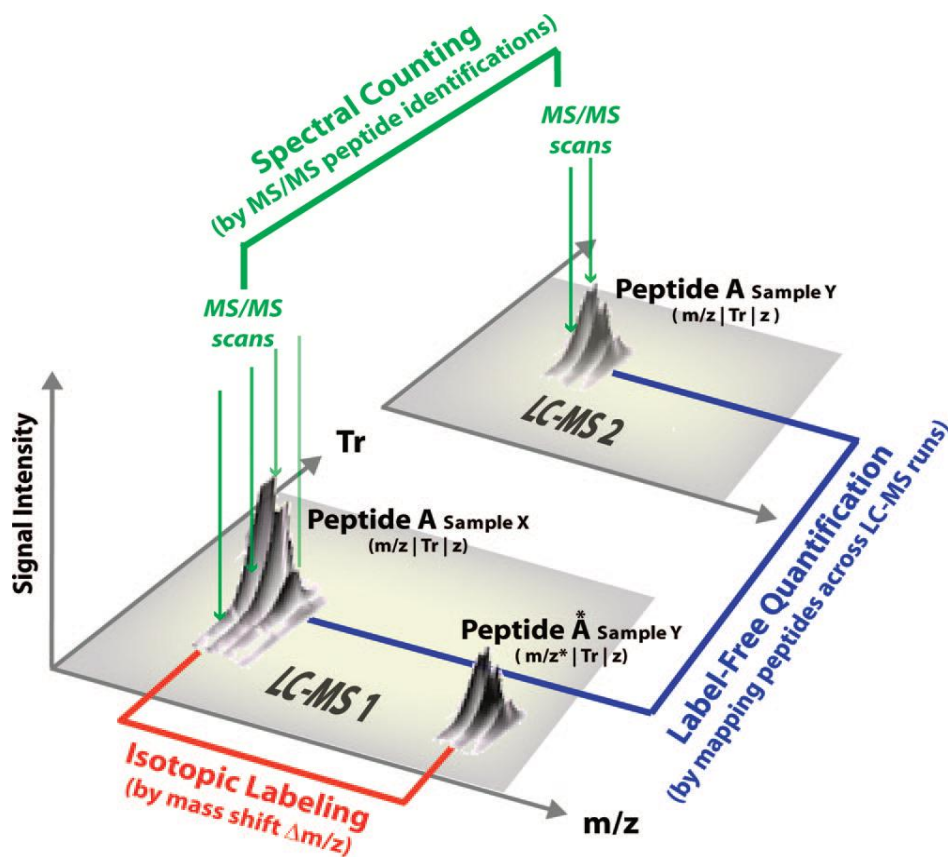 Spectral Counting
(by MS/MS peptide identifications)
MS/MS
scans
MS/MS
scans
Peptide A Sample Y
( m/z | Tr | z )
LC-MS 2
Signal Intensity
Tr
Peptide A Sample X
(m/z | Tr | z)
Peptide Å Sample Y
( m/z* | Tr | z)
LC-MS 1
Label-Free Quantification
(by mapping peptides across LC-MS runs)
Isotopic Labeling
(by mass shift Δm/z)
m/z